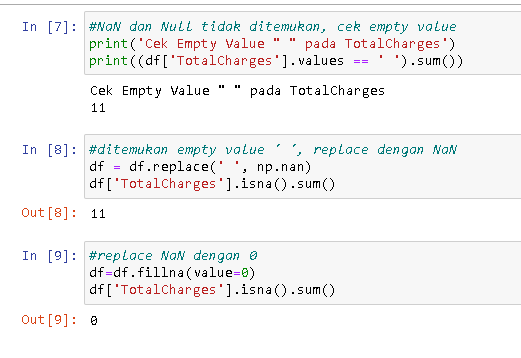 In [7]: #NaN dan Null tidak ditemukan, cek empty value
print('Cek Empty Value " " pada TotalCharges')
print((df['TotalCharges'].values == ' ').sum())
Cek Empty Value " " pada TotalCharges
11
In [8]: #ditemukan empty value ´ ´, replace dengan NaN
df = df.replace(' ', np.nan)
df['TotalCharges'].isna().sum()
Out[8]: 11
In [9]: #replace NaN dengan 0
df=df.fillna(value=0)
df['TotalCharges'].isna().sum()
Out[9]: 0